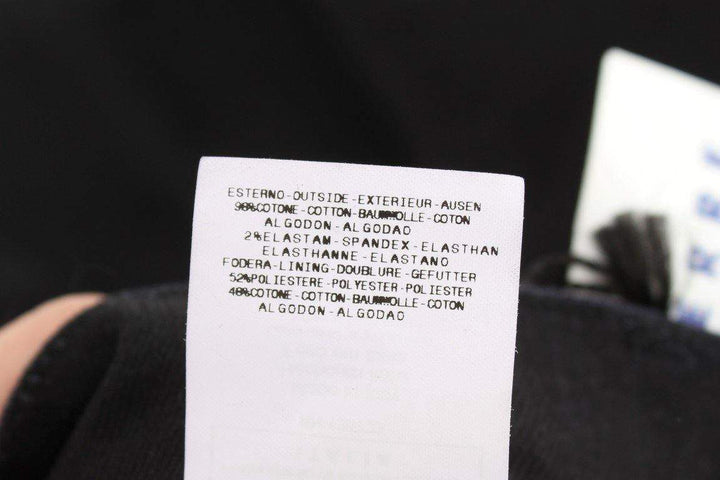 ESTERNO-OUTSIDE-EXTERIEUR-AUSEN
98%COTONE-COTTON-BAUMWOLLE-COTON
ALGODON-ALGODAO
2%ELASTAM-SPANDEX-ELASTHAN
ELASTHANNE-ELASTANO
FODERA-LINING-DOUBLURE-GEFUTTER
52%POLIESTERE-POLYESTER-POLIESTER
48%COTONE-COTTON-BAUMWOLLE-COTON
ALGODON-ALGODAO